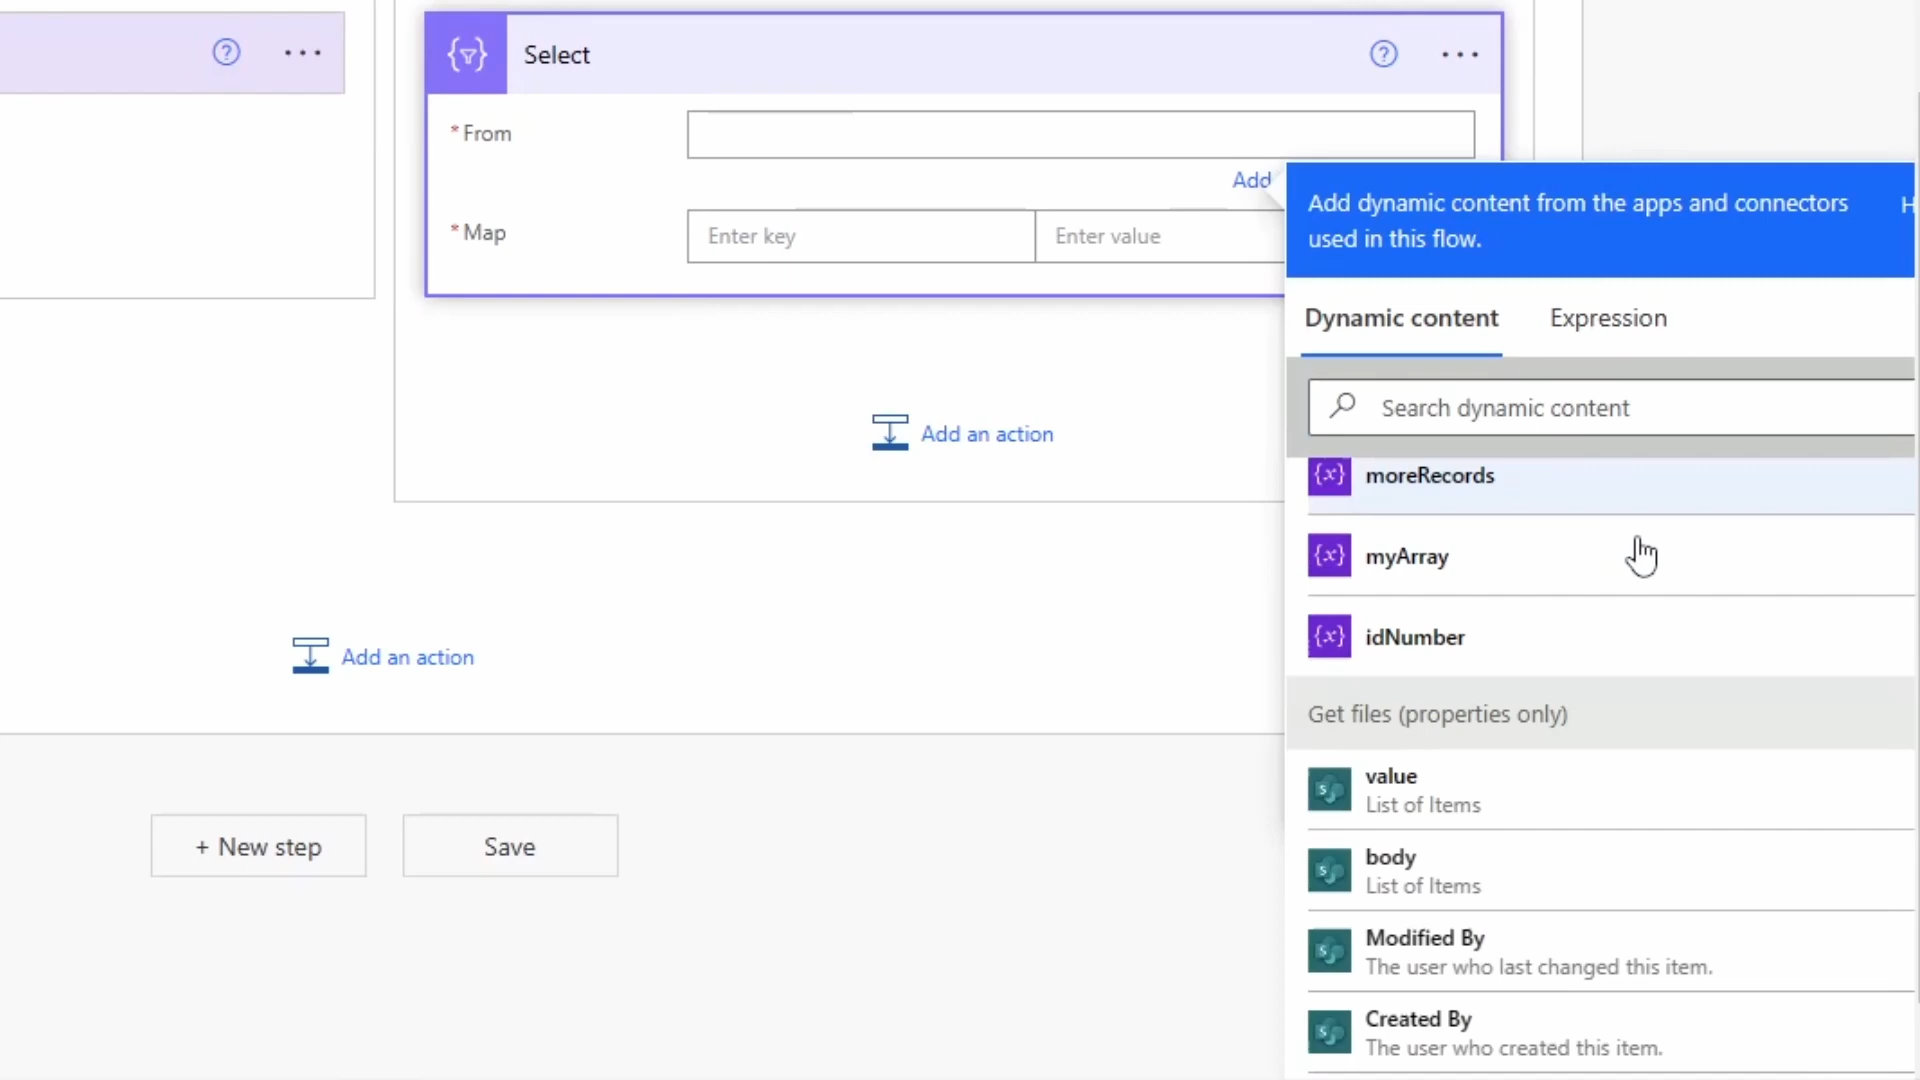 Select
* From
Add
* Map
Enter key
Enter value
Add dynamic content from the apps and connectors
used in this flow.
H
Dynamic content
Expression
Search dynamic content
moreRecords
myArray
idNumber
Get files (properties only)
value
List of Items
body
List of Items
Modified By
The user who last changed this item.
Created By
The user who created this item.
Add an action
Add an action
+ New step
Save